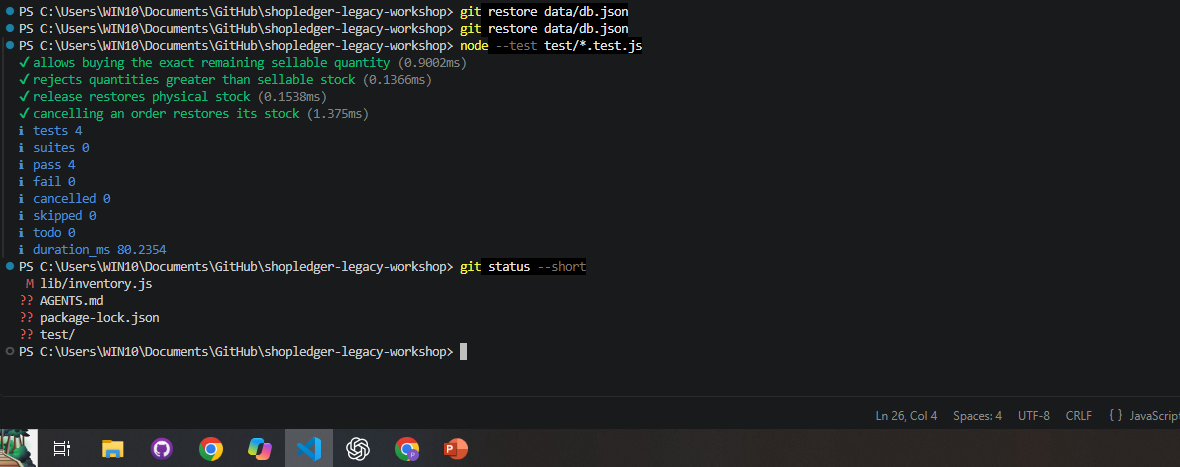 PS C:\Users\WIN10\Documents\GitHub\shopledger-legacy-workshop> git restore data/db.json
PS C:\Users\WIN10\Documents\GitHub\shopledger-legacy-workshop> git restore data/db.json
PS C:\Users\WIN10\Documents\GitHub\shopledger-legacy-workshop> node --test test/*.test.js
✓ allows buying the exact remaining sellable quantity (0.9002ms)
✓ rejects quantities greater than sellable stock (0.1366ms)
✓ release restores physical stock (0.1538ms)
✓ cancelling an order restores its stock (1.375ms)
ℹ tests 4
ℹ suites 0
ℹ pass 4
ℹ fail 0
ℹ cancelled 0
ℹ skipped 0
ℹ todo 0
ℹ duration_ms 80.2354
PS C:\Users\WIN10\Documents\GitHub\shopledger-legacy-workshop> git status --short
M lib/inventory.js
?? AGENTS.md
?? package-lock.json
?? test/
PS C:\Users\WIN10\Documents\GitHub\shopledger-legacy-workshop>
Ln 26, Col 4 Spaces: 4 UTF-8 CRLF {} JavaScript
P P